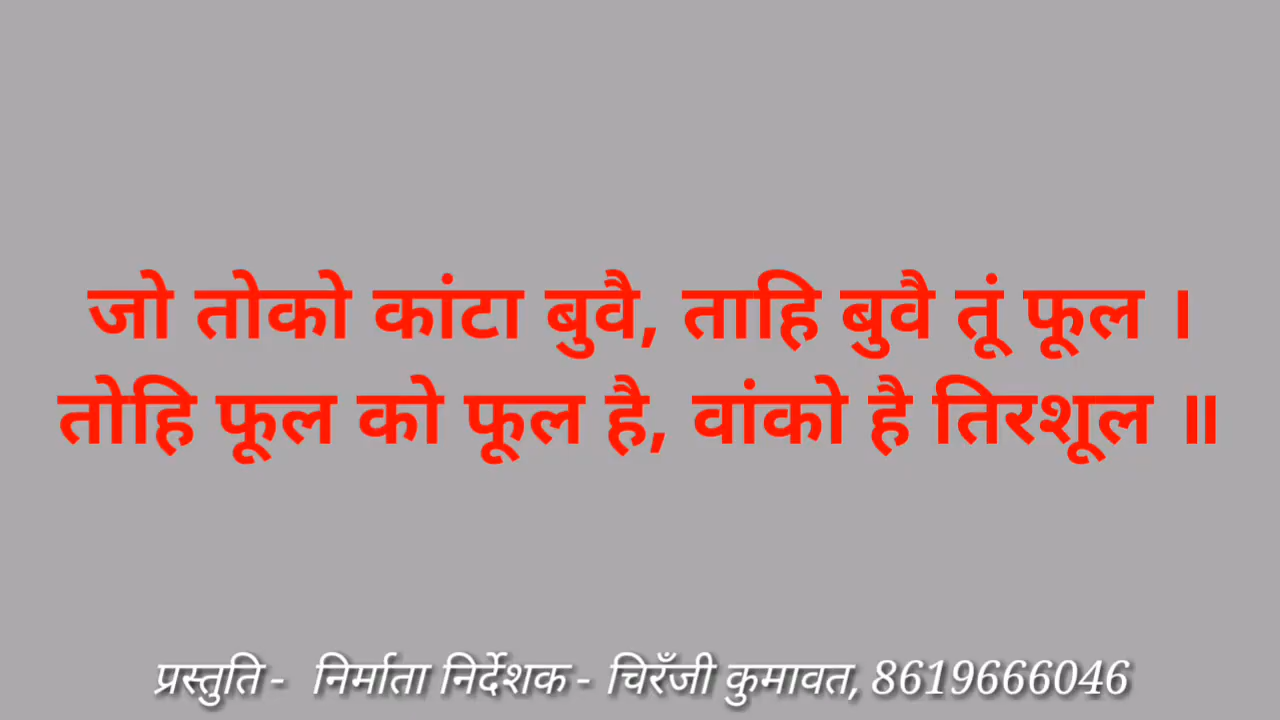 जो तोको कांटा बुवै, ताहि बुवै तूं फूल ।
तोहि फूल को फूल है, वांको है तिरशूल ॥
प्रस्तुति - निर्माता निर्देशक - चिरँजी कुमावत, 8619666046